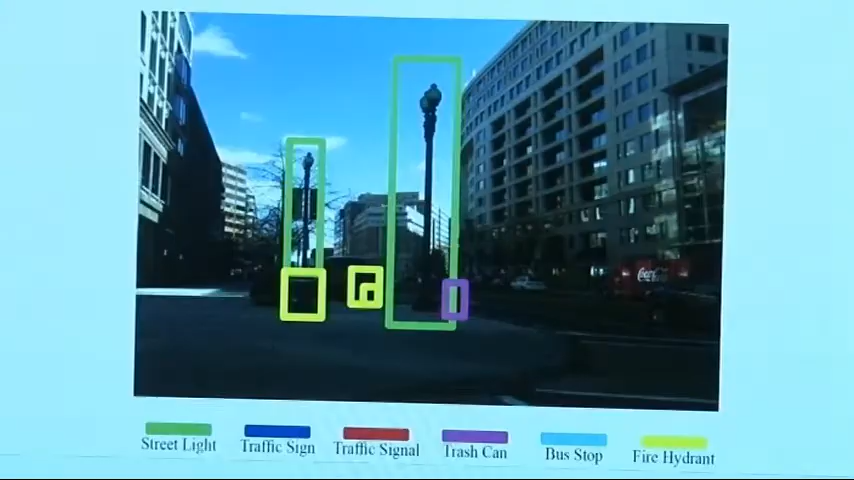 Coca-Cola
Street Light
Traffic Sign
Traffic Signal
Trash Can
Bus Stop
Fire Hydrant